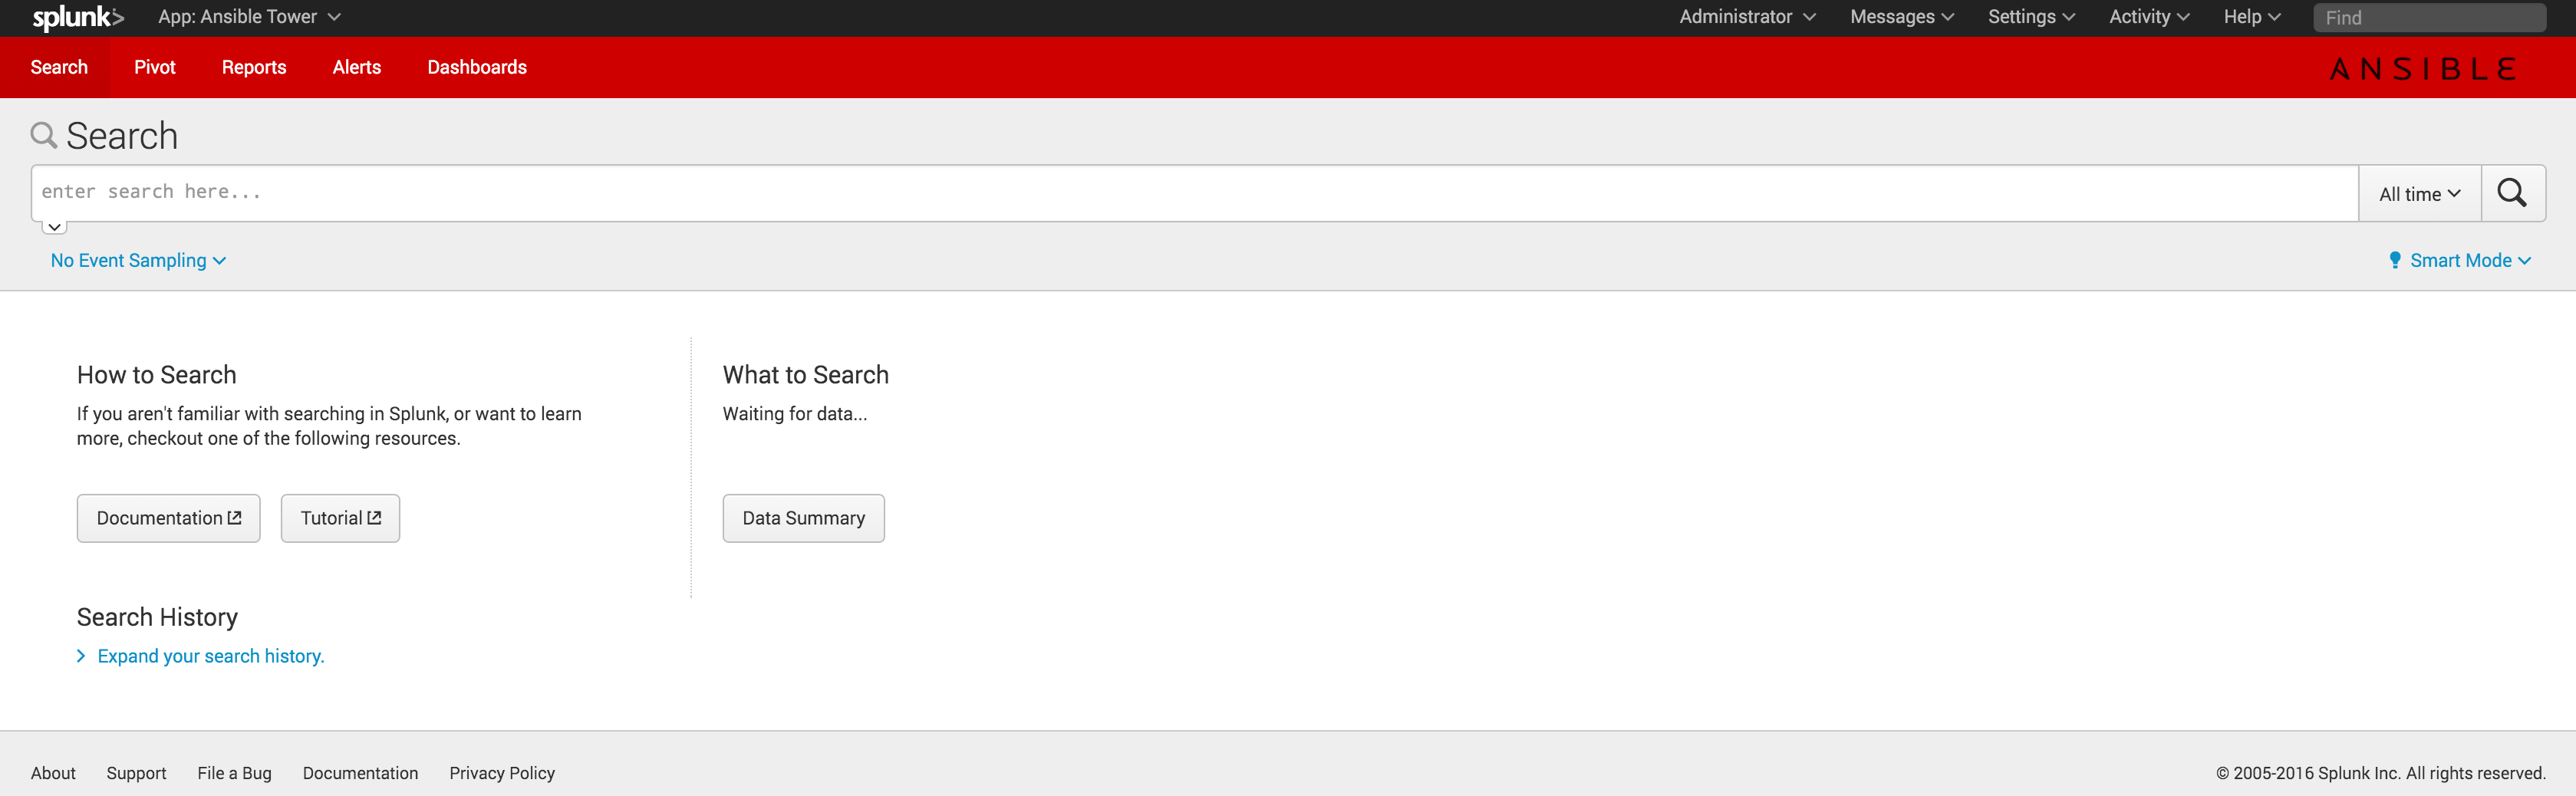 splunk> App: Ansible Tower Administrator Messages Settings Activity Help Find
Search Pivot Reports Alerts Dashboards ANSIBLE
Search
enter search here... All time
No Event Sampling Smart Mode
How to Search
If you aren't familiar with searching in Splunk, or want to learn
more, checkout one of the following resources.
Documentation Tutorial
What to Search
Waiting for data...
Data Summary
Search History
Expand your search history.
About Support File a Bug Documentation Privacy Policy © 2005-2016 Splunk Inc. All rights reserved.